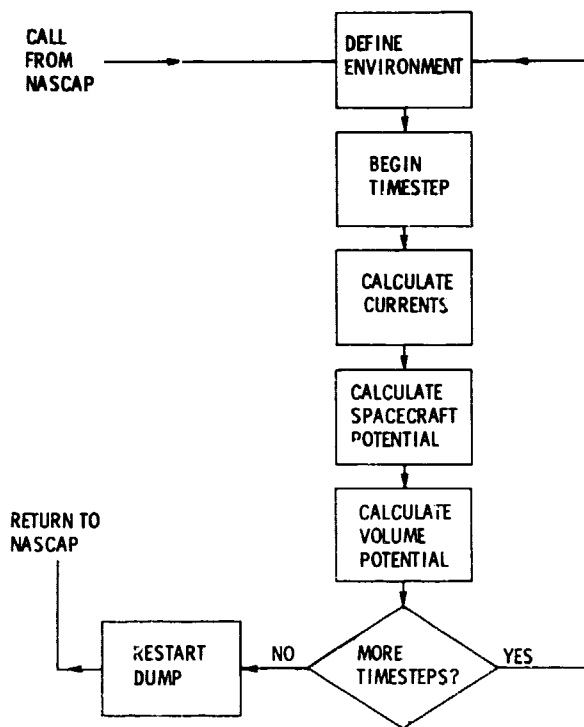 CALL
FROM
NASCAP
DEFINE
ENVIRONMENT
BEGIN
TIMESTEP
CALCULATE
CURRENTS
CALCULATE
SPACECRAFT
POTENTIAL
CALCULATE
VOLUME
POTENTIAL
MORE
TIMESTEPS?
YES
NO
RESTART
DUMP
RETURN TO
NASCAP